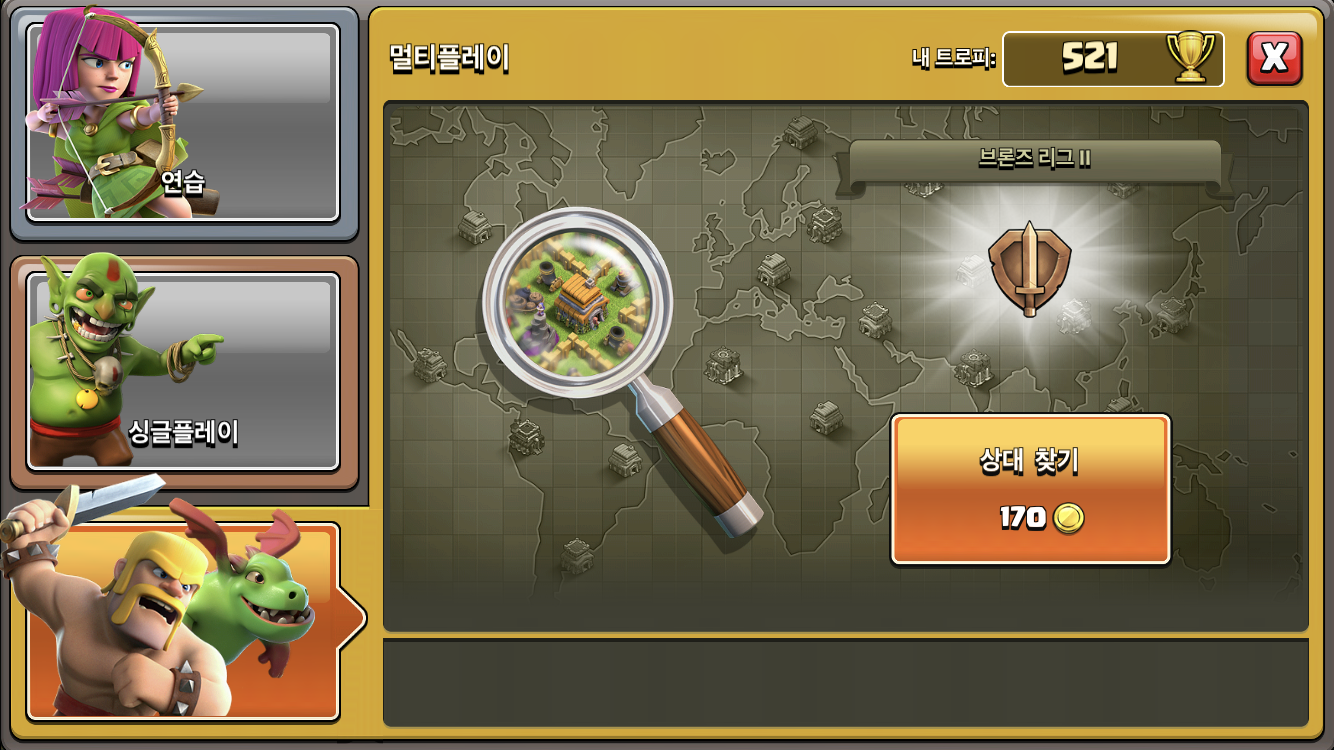 연습
싱글플레이
멀티플레이
내 트로피: 521
X
브론즈 리그 II
상대 찾기
170